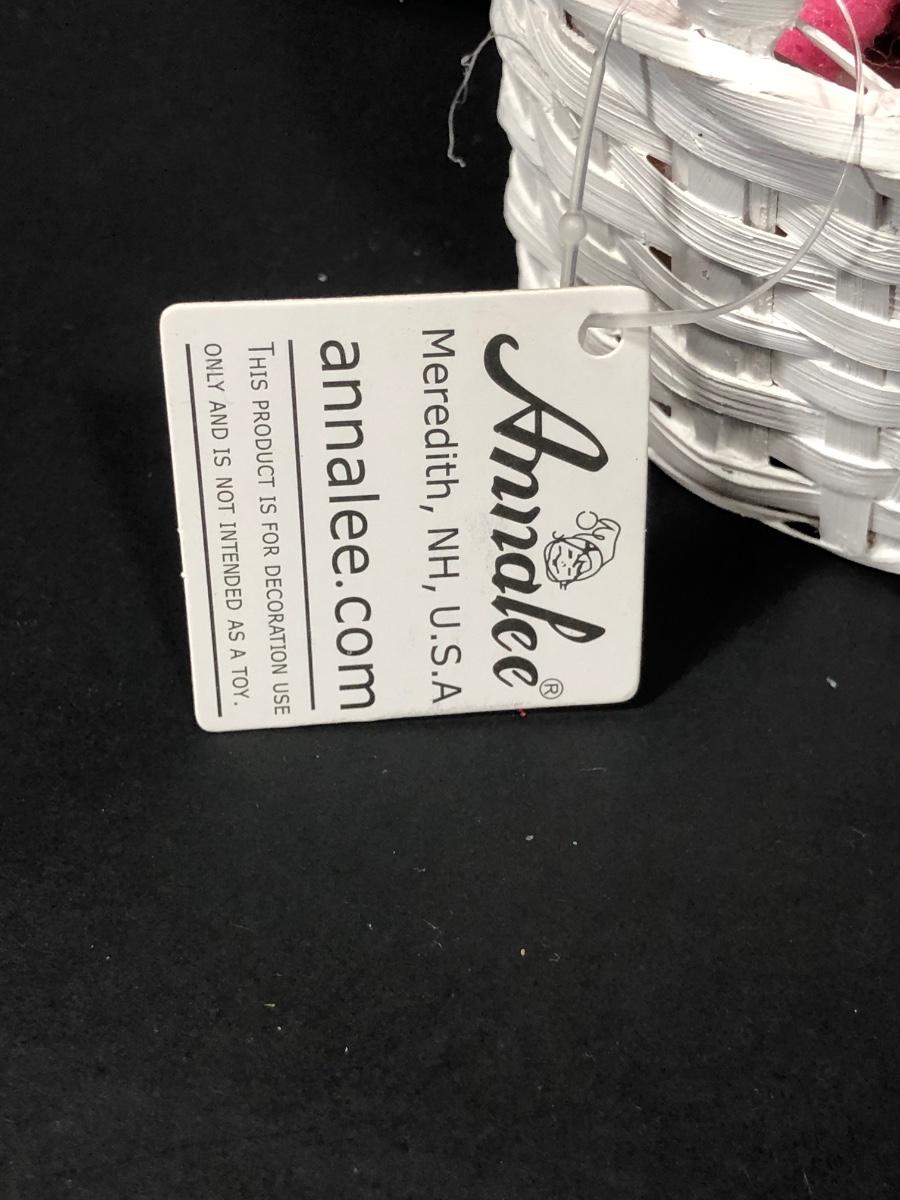 Annalee®
Meredith, NH, U.S.A
annalee.com
THIS PRODUCT IS FOR DECORATION USE
ONLY AND IS NOT INTENDED AS A TOY.